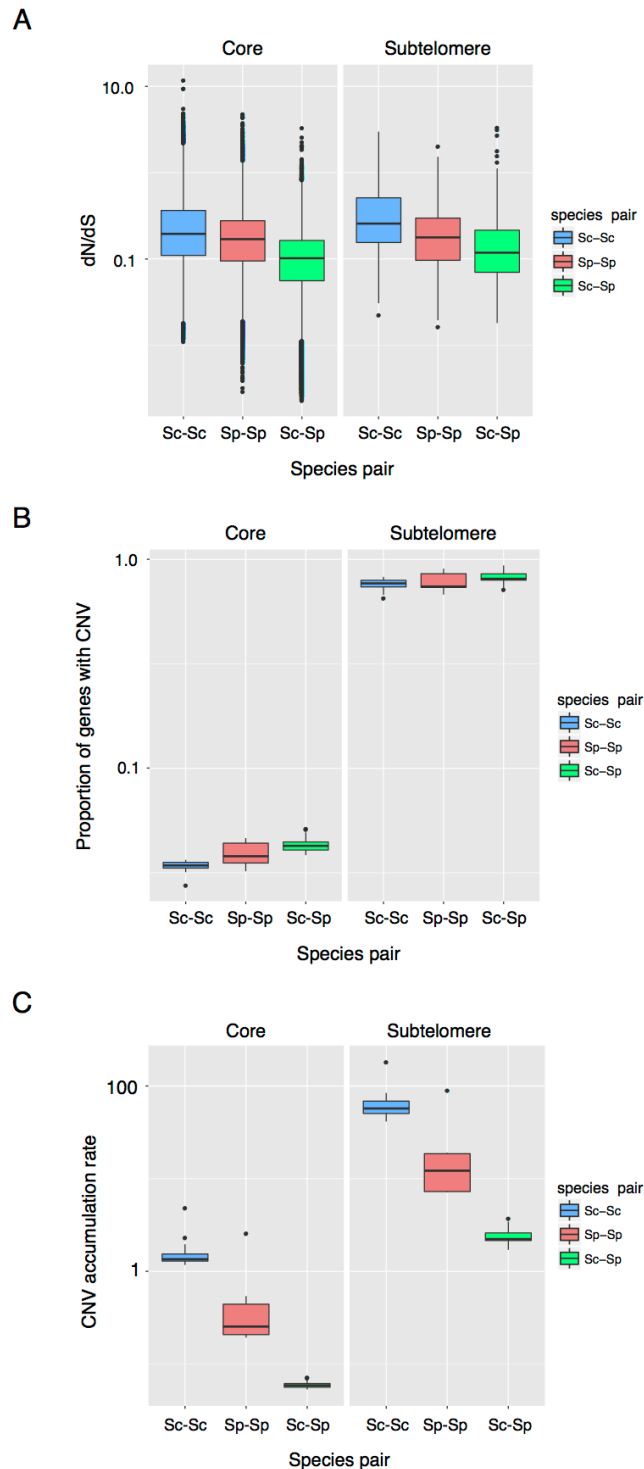 A
Core Subtelomere
10.0
0.1
dN/dS
Sc-Sc Sp-Sp Sc-Sp Sc-Sc Sp-Sp Sc-Sp
Species pair
species pair
Sc-Sc
Sp-Sp
Sc-Sp
B
Core Subtelomere
1.0
0.1
Proportion of genes with CNV
Sc-Sc Sp-Sp Sc-Sp Sc-Sc Sp-Sp Sc-Sp
Species pair
species pair
Sc-Sc
Sp-Sp
Sc-Sp
C
Core Subtelomere
100
1
CNV accumulation rate
Sc-Sc Sp-Sp Sc-Sp Sc-Sc Sp-Sp Sc-Sp
Species pair
species pair
Sc-Sc
Sp-Sp
Sc-Sp